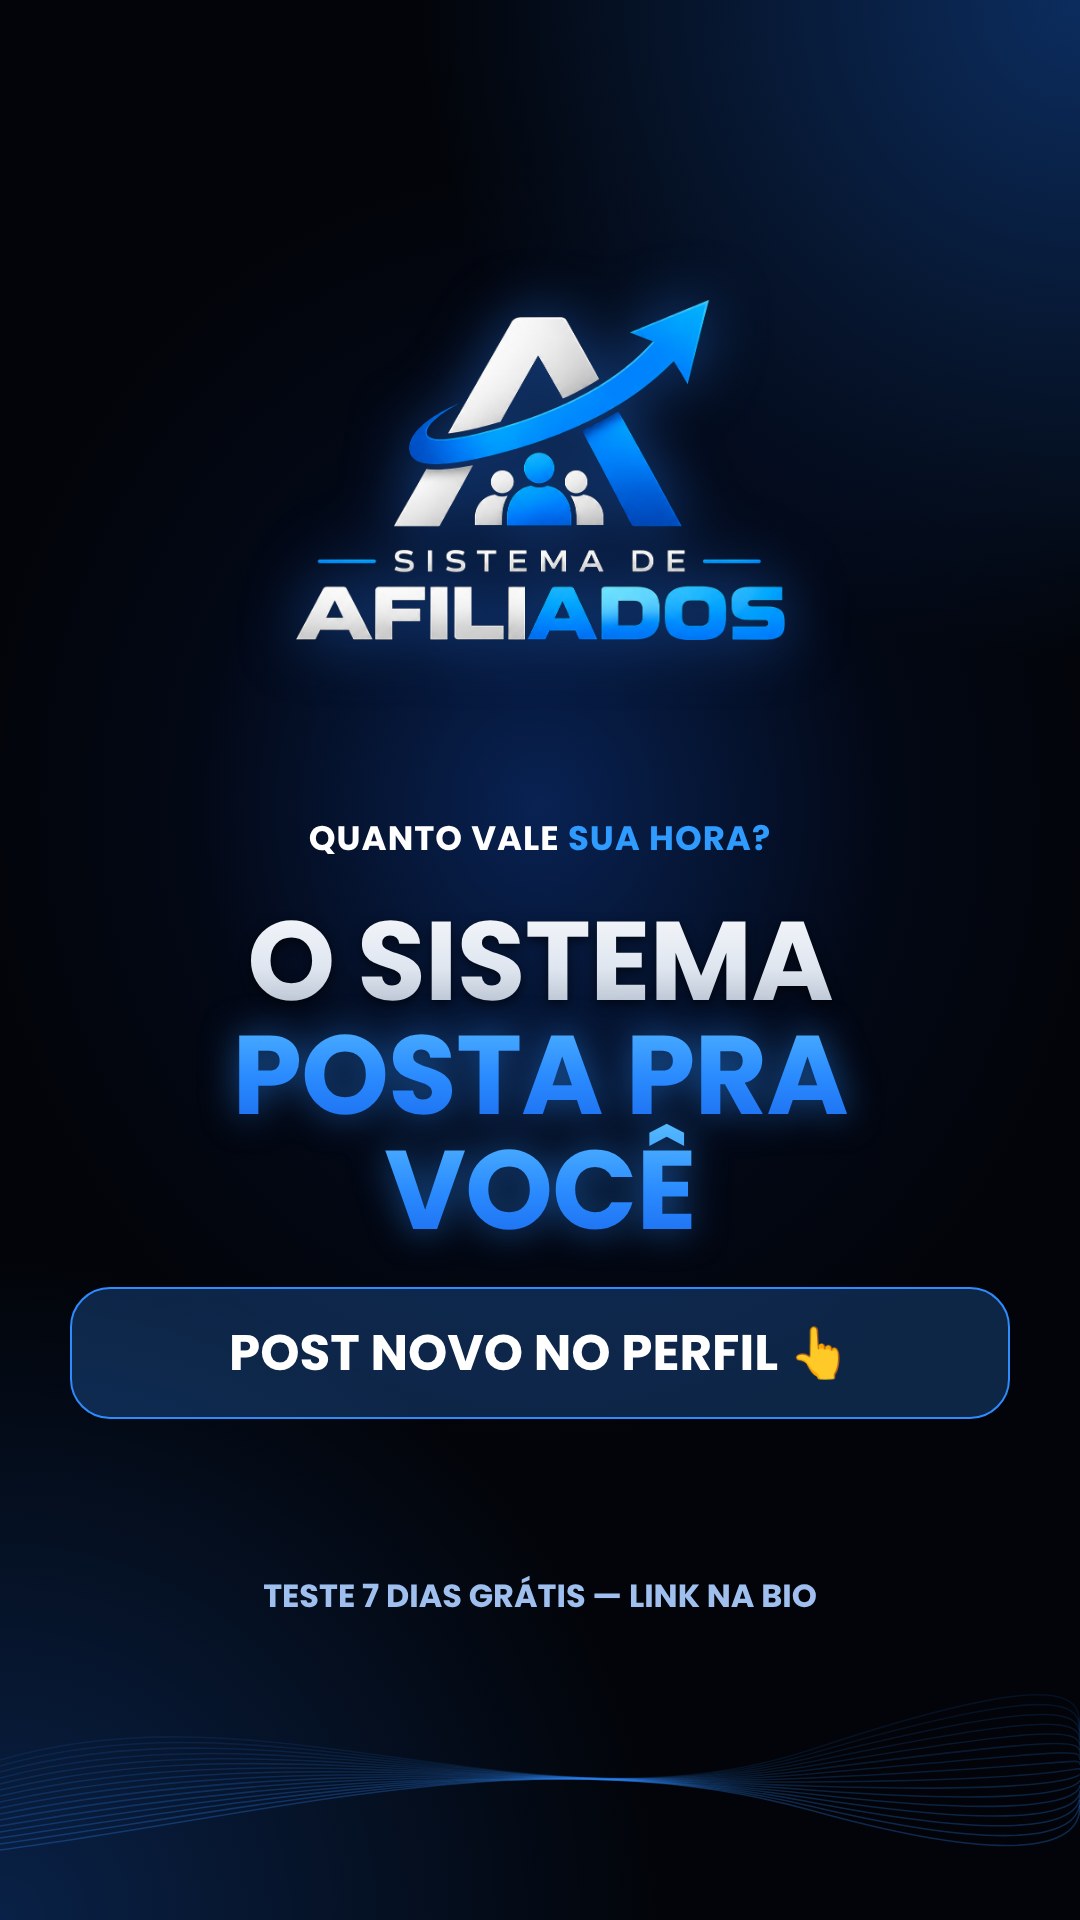 SISTEMA DE
AFILIADOS
QUANTO VALE SUA HORA?
O SISTEMA
POSTA PRA
VOCÊ
POST NOVO NO PERFIL 👆
TESTE 7 DIAS GRÁTIS — LINK NA BIO